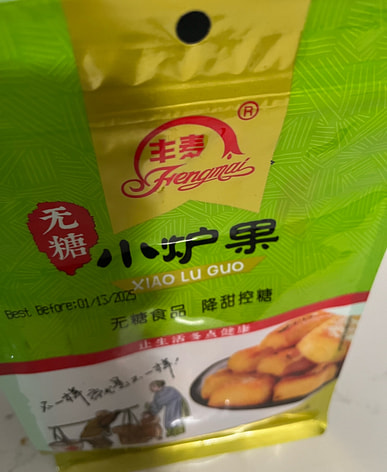 ®
丰麦
Fengmai
无糖
小炉果
XIAO LU GUO
Best Before:01/13/2025
无糖食品 降甜控糖
让生活多点健康